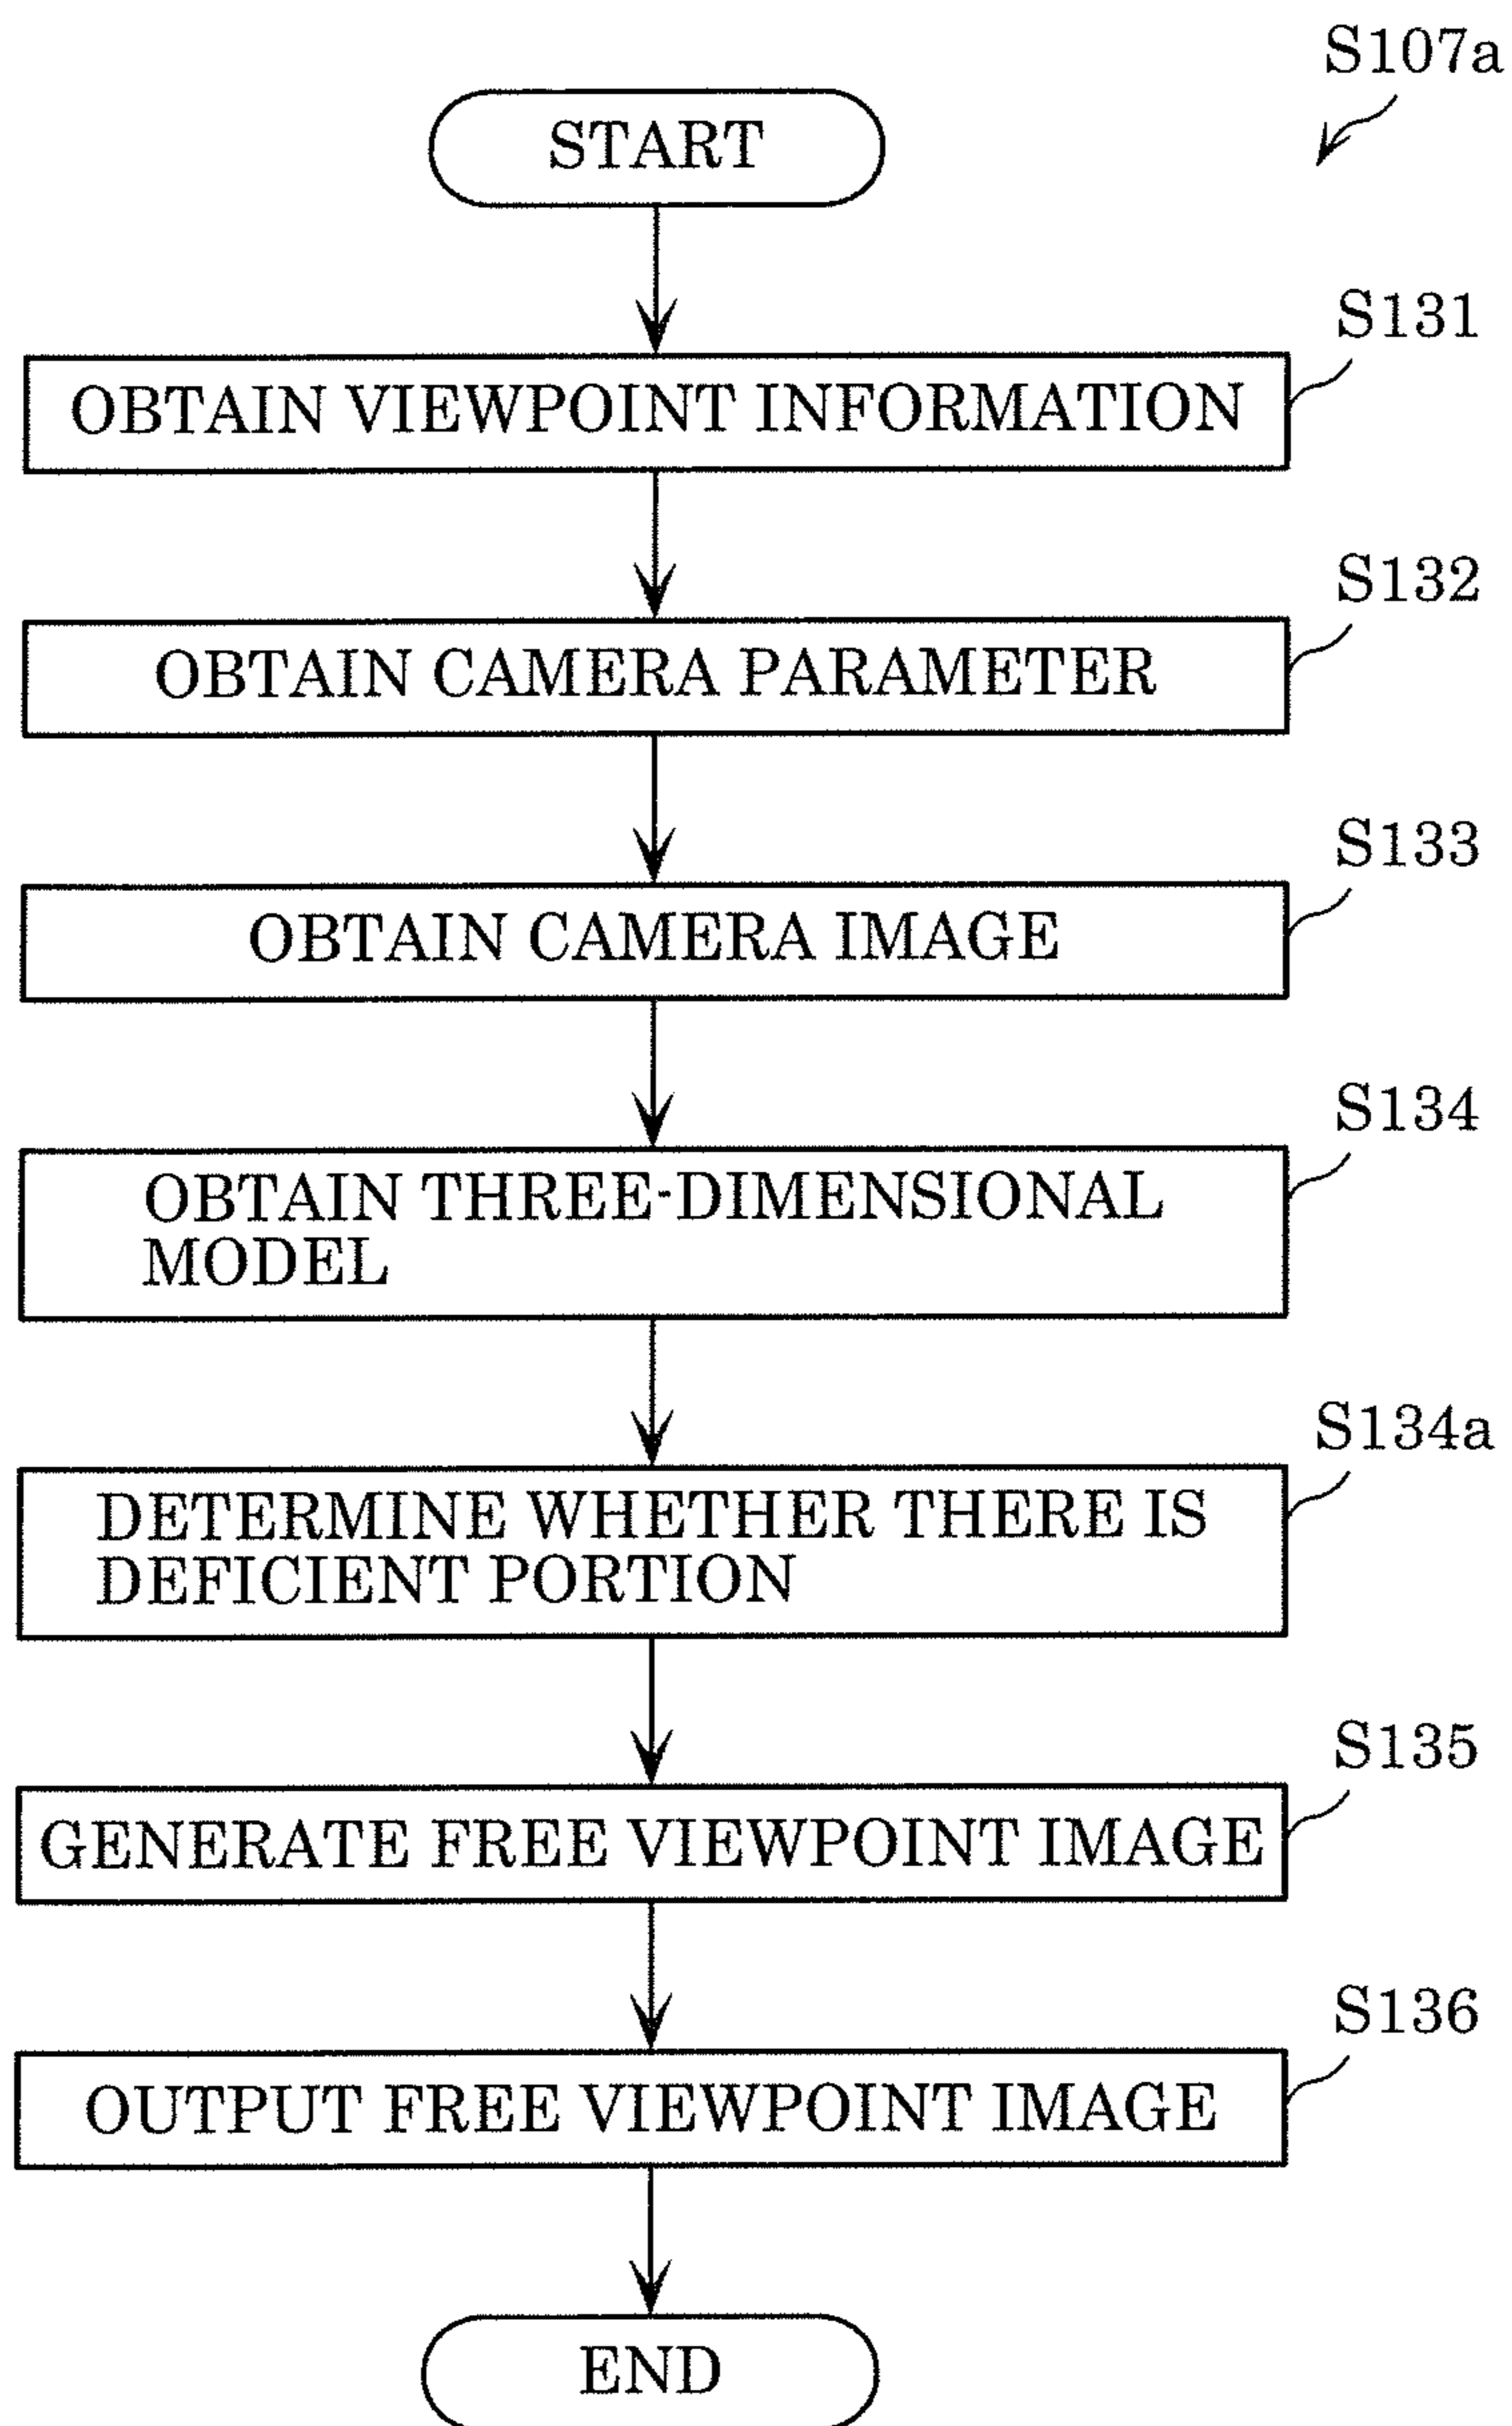 S107a
START
S131
OBTAIN VIEWPOINT INFORMATION
S132
OBTAIN CAMERA PARAMETER
S133
OBTAIN CAMERA IMAGE
S134
OBTAIN THREE-DIMENSIONAL
MODEL
S134a
DETERMINE WHETHER THERE IS
DEFICIENT PORTION
S135
GENERATE FREE VIEWPOINT IMAGE
S136
OUTPUT FREE VIEWPOINT IMAGE
END